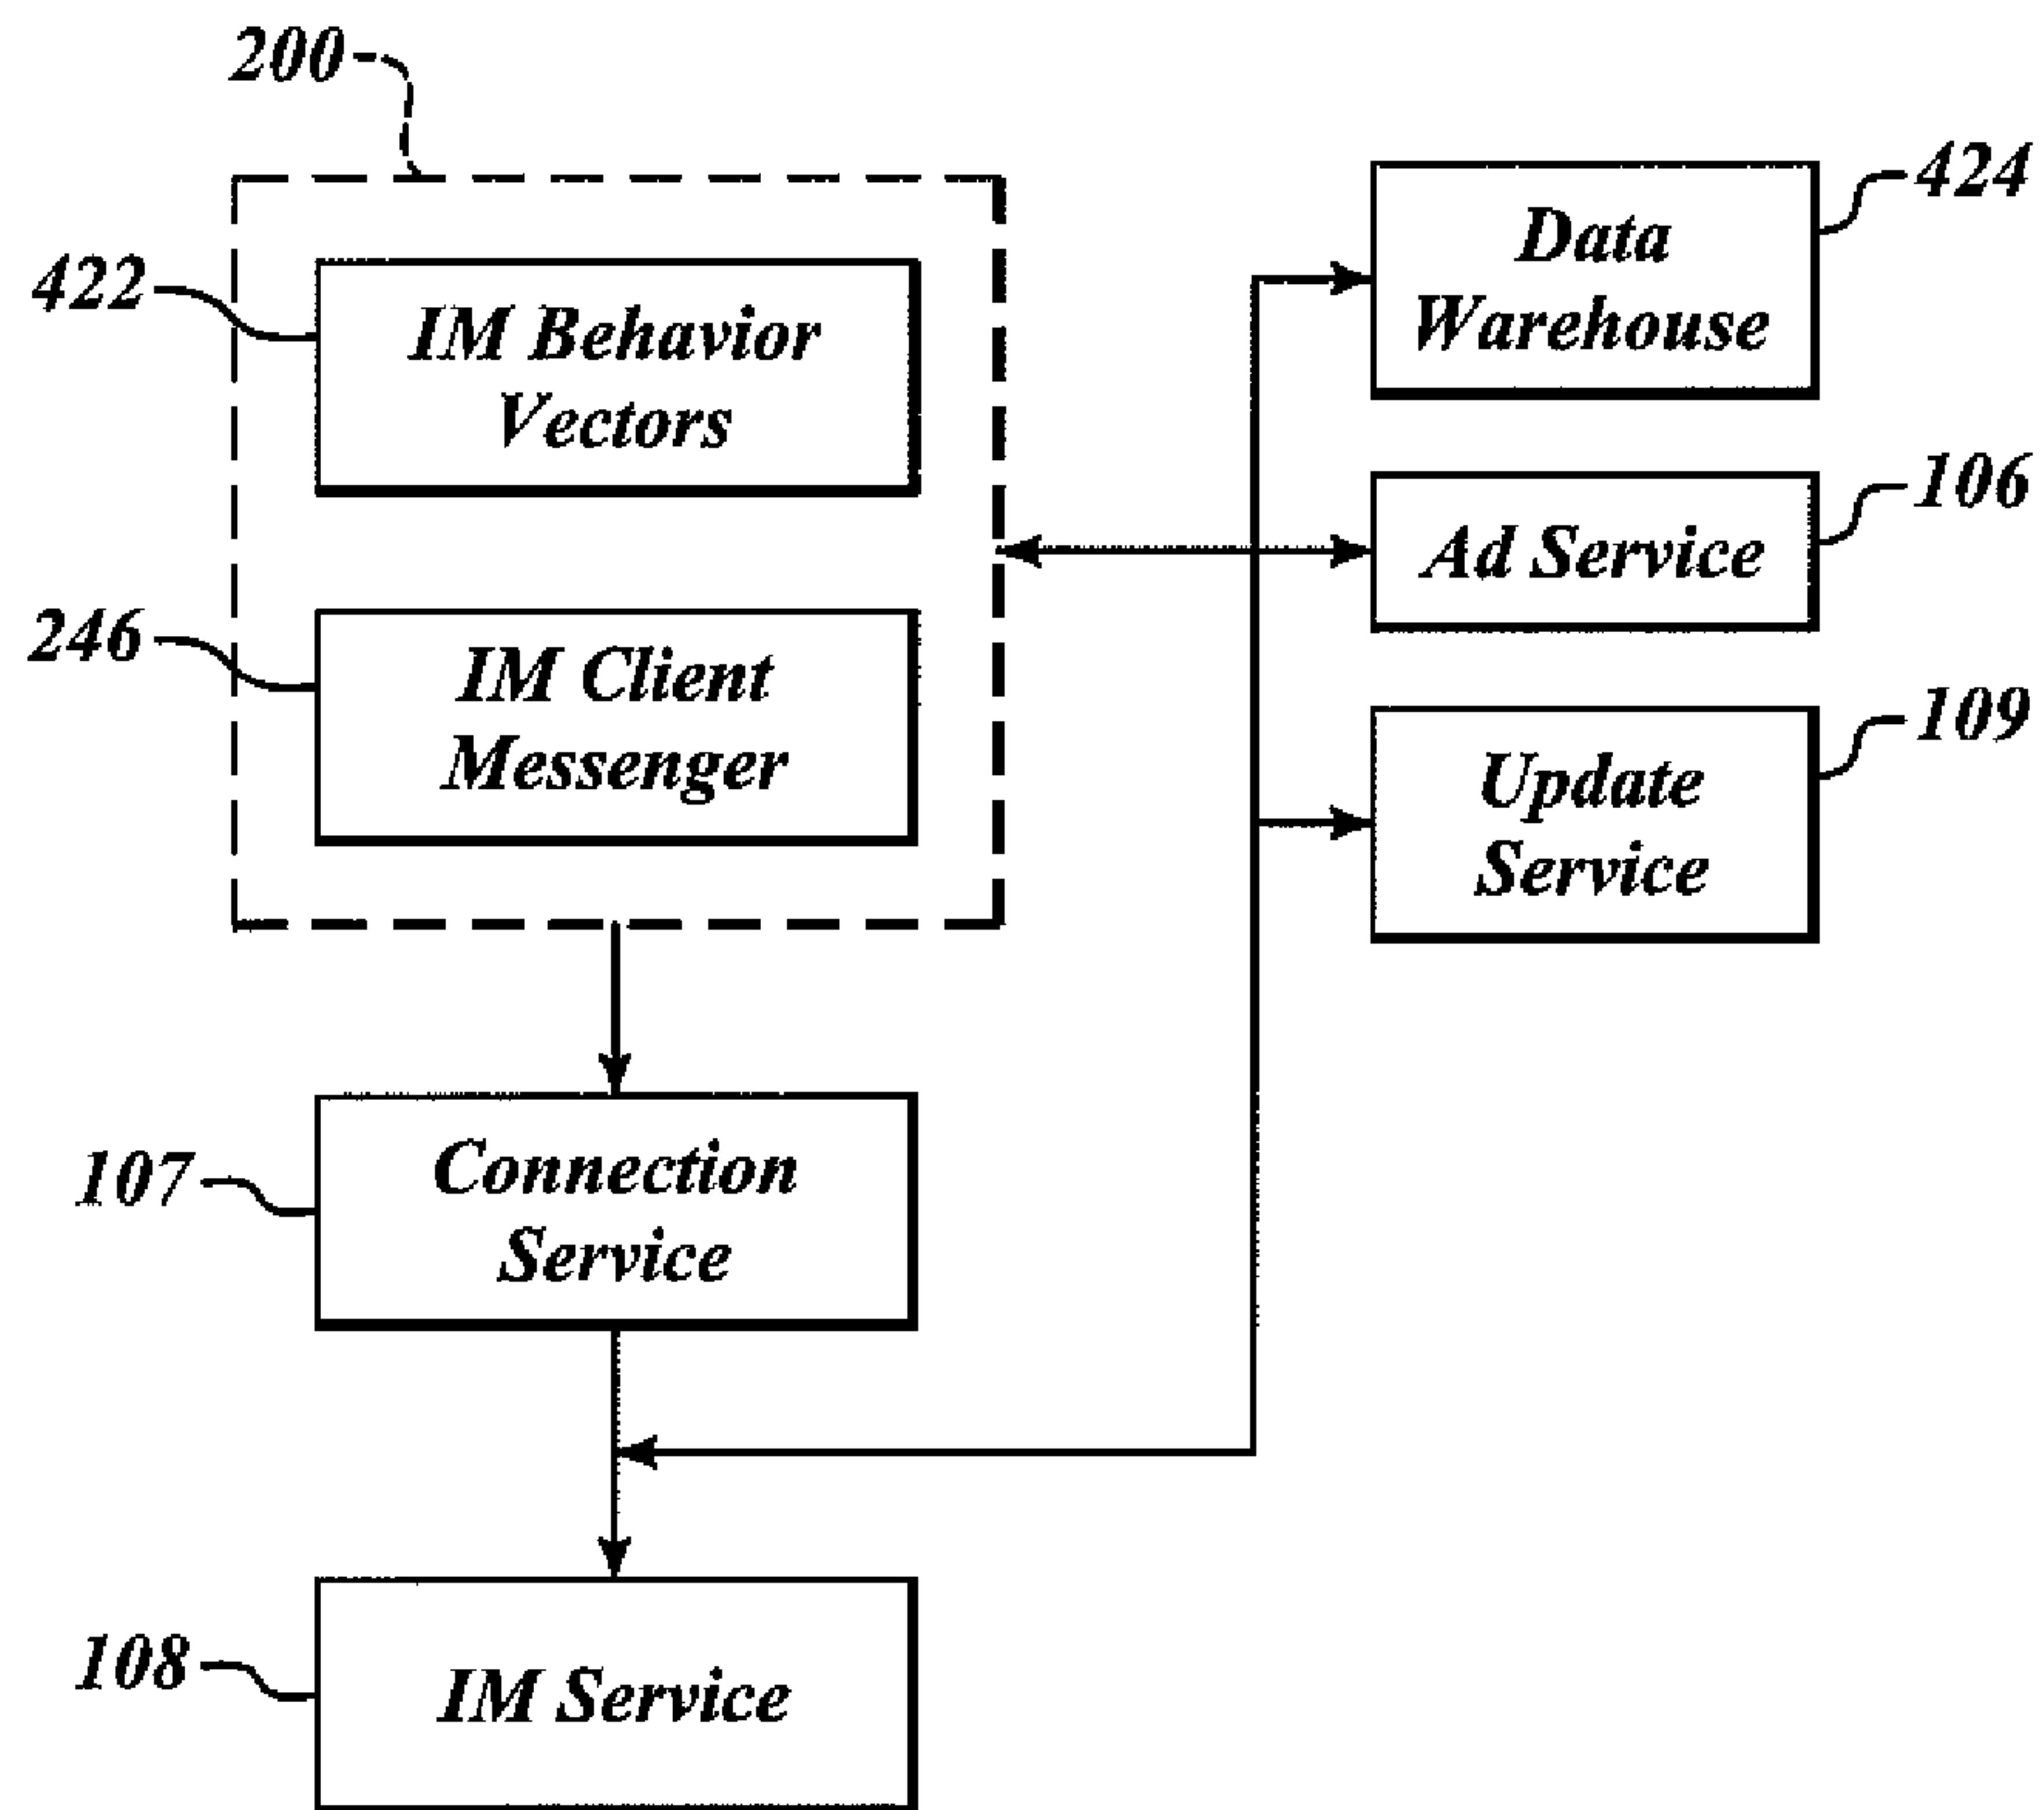 200
424
Data
Warehouse
422
IM Behavior
Vectors
106
Ad Service
246
IM Client
Messenger
109
Update
Service
107
Connection
Service
108
IM Service